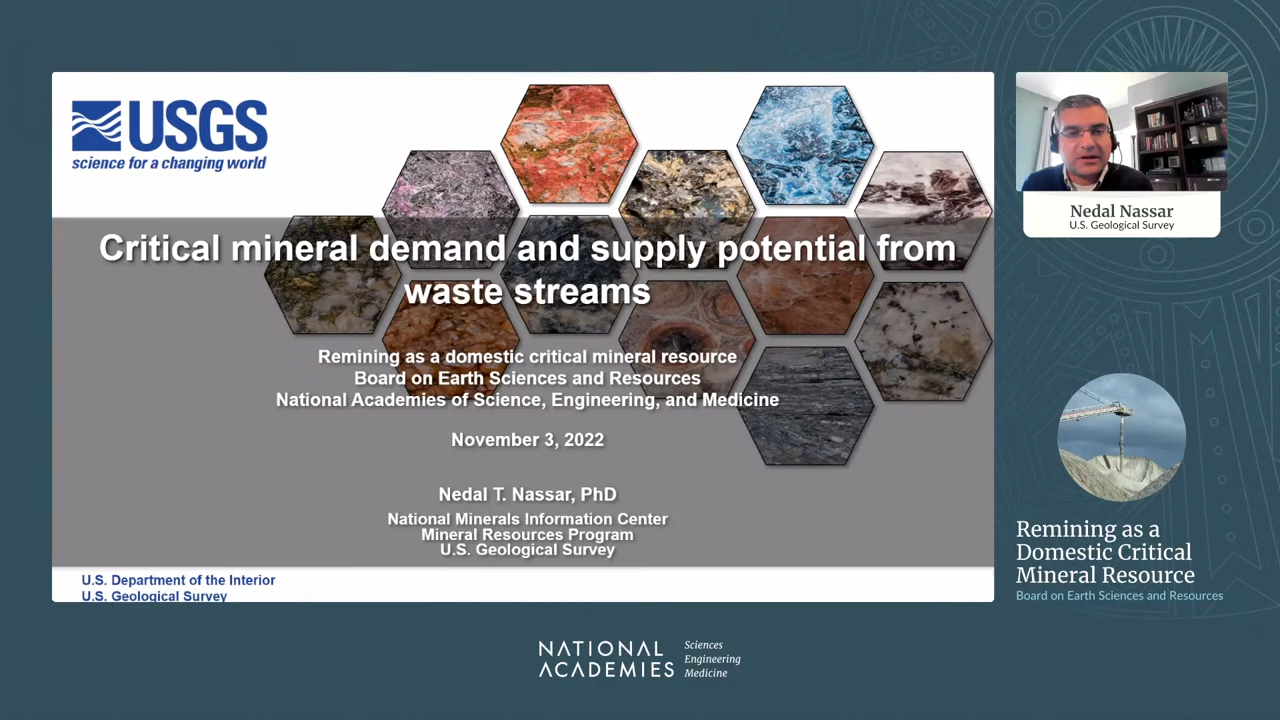 USGS
science for a changing world
Critical mineral demand and supply potential from
waste streams
Remining as a domestic critical mineral resource
Board on Earth Sciences and Resources
National Academies of Science, Engineering, and Medicine
November 3, 2022
Nedal T. Nassar, PhD
National Minerals Information Center
Mineral Resources Program
U.S. Geological Survey
U.S. Department of the Interior
U.S. Geological Survey
Nedal Nassar
U.S. Geological Survey
Remining as a
Domestic Critical
Mineral Resource
Board on Earth Sciences and Resources
NATIONAL
ACADEMIES
Sciences
Engineering
Medicine